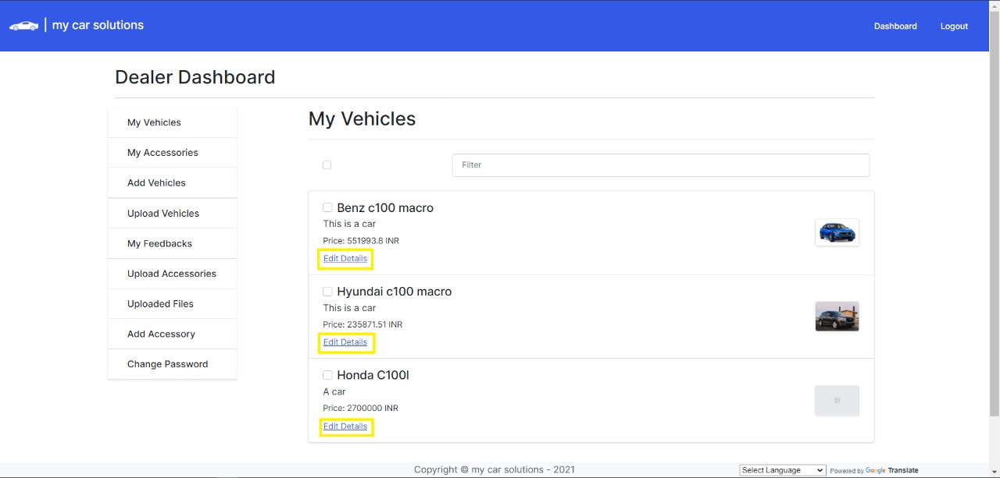 my car solutions
Dashboard
Logout
Dealer Dashboard
My Vehicles
My Accessories
Add Vehicles
Upload Vehicles
My Feedbacks
Upload Accessories
Uploaded Files
Add Accessory
Change Password
My Vehicles
Filter
Benz c100 macro
This is a car
Price: 551993.8 INR
Edit Details
Hyundai c100 macro
This is a car
Price: 235871.51 INR
Edit Details
Honda C100I
A car
Price: 2700000 INR
Edit Details
Copyright © my car solutions - 2021
Select Language
Powered by Google Translate